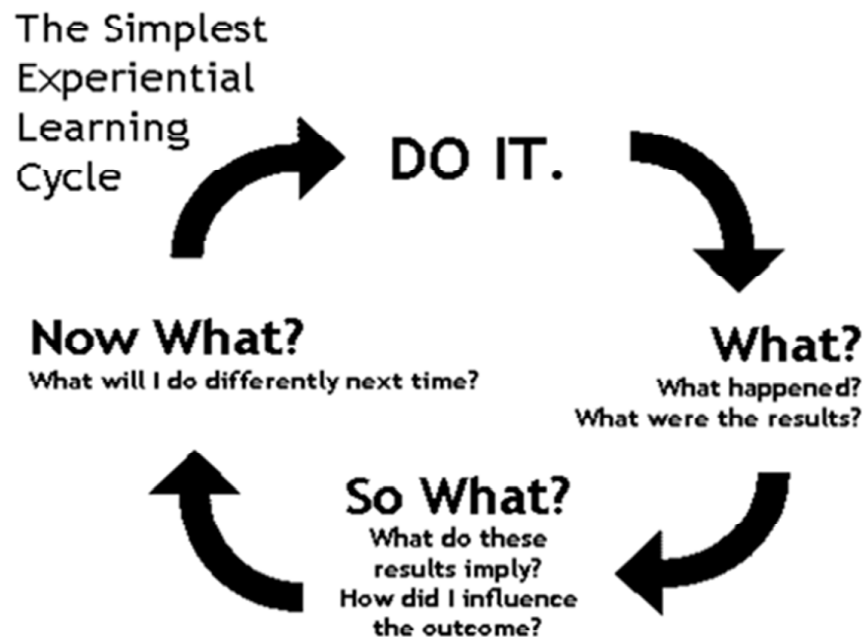 The Simplest
Experiential
Learning
Cycle
DO IT.
What?
What happened?
What were the results?
So What?
What do these
results imply?
How did I influence
the outcome?
Now What?
What will I do differently next time?